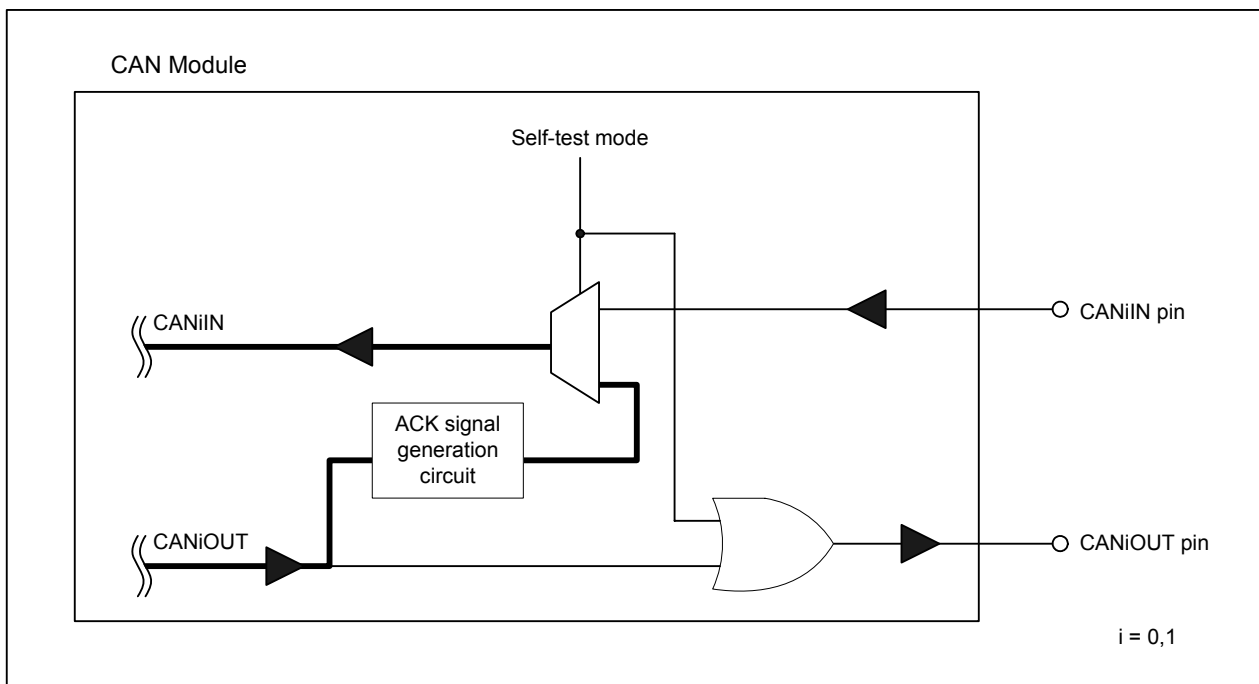 CAN Module
Self-test mode
CANiIN
CANiIN pin
ACK signal
generation
circuit
CANiOUT
CANiOUT pin
i = 0,1